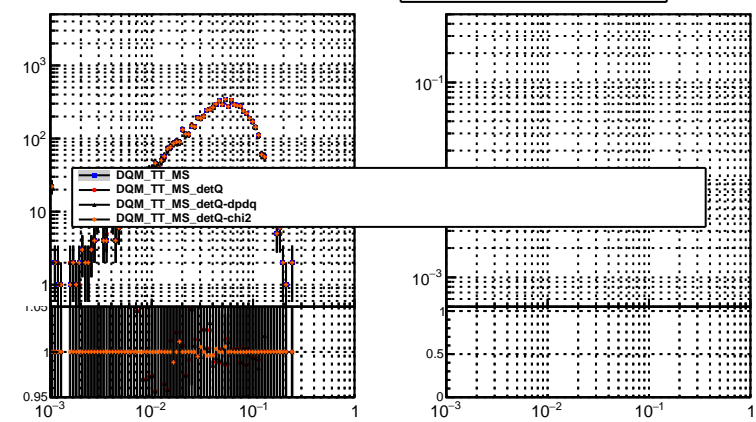 10³
10²
10
1
DQM_TT_MS
DQM_TT_MS_detQ
DQM_TT_MS_detQ-dpdq
DQM_TT_MS_detQ-chi2
1.05
1
0.95
10⁻³ 10⁻² 10⁻¹ 1
10⁻¹
10⁻³
1
0.5
0
10⁻³ 10⁻² 10⁻¹ 1